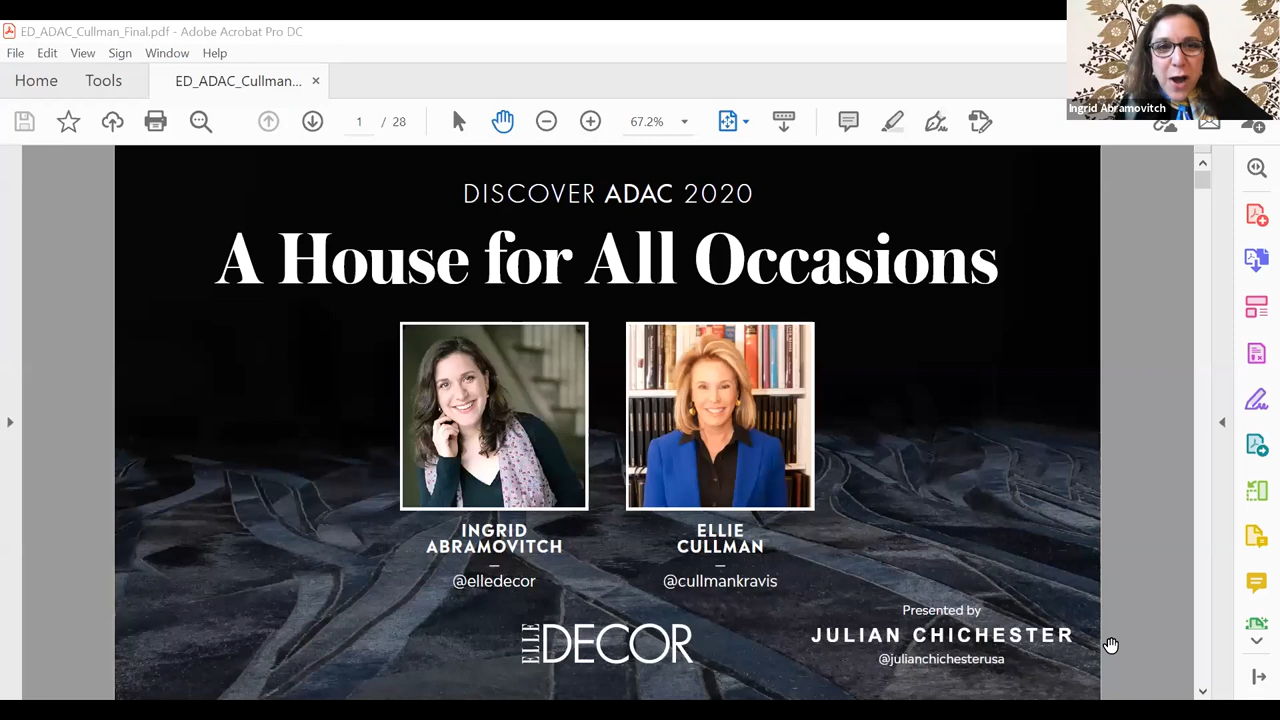 ED_ADAC_Cullman_Final.pdf - Adobe Acrobat Pro DC
File Edit View Sign Window Help
Home Tools ED_ADAC_Cullman... ×
1 / 28 67.2%
Ingrid Abramovitch
DISCOVER ADAC 2020
A House for All Occasions
INGRID
ABRAMOVITCH
@elledecor
ELLIE
CULLMAN
@cullmankravis
ELLE DECOR
Presented by
JULIAN CHICHESTER
@julianchichesterusa